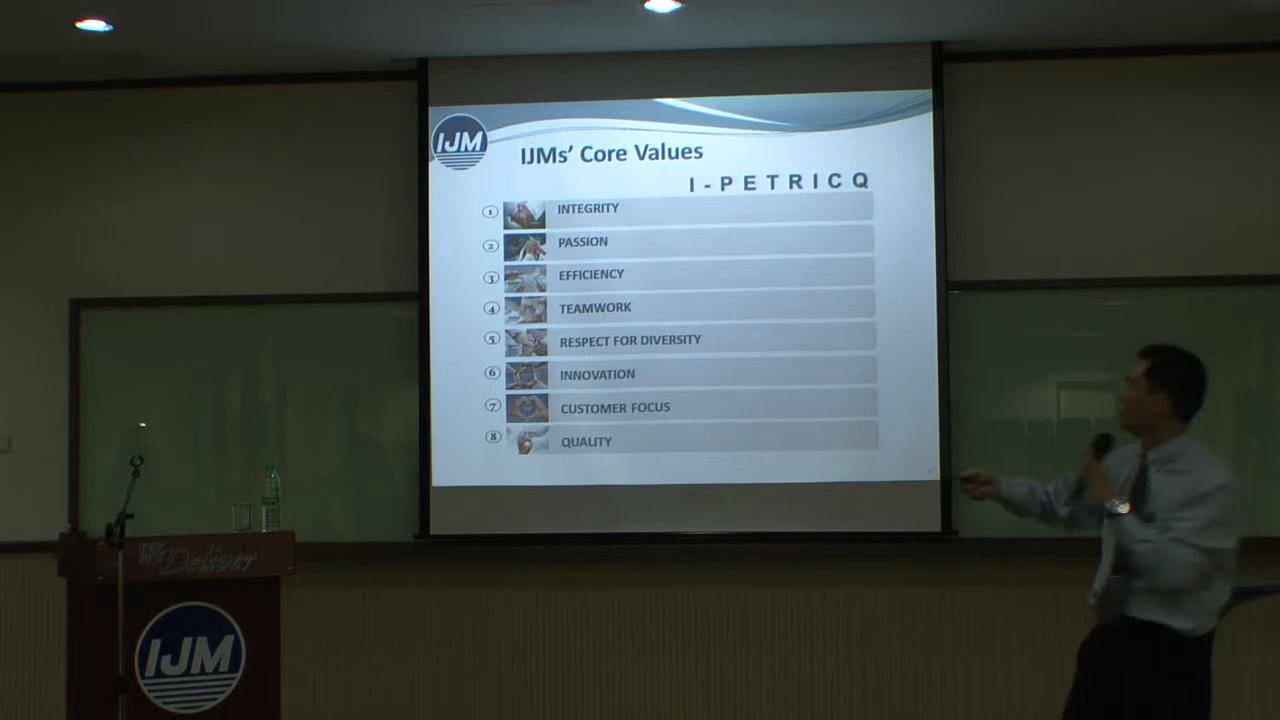 IJM
IJMs' Core Values
I - P E T R I C Q
1 INTEGRITY
2 PASSION
3 EFFICIENCY
4 TEAMWORK
5 RESPECT FOR DIVERSITY
6 INNOVATION
7 CUSTOMER FOCUS
8 QUALITY
We Deliver
IJM